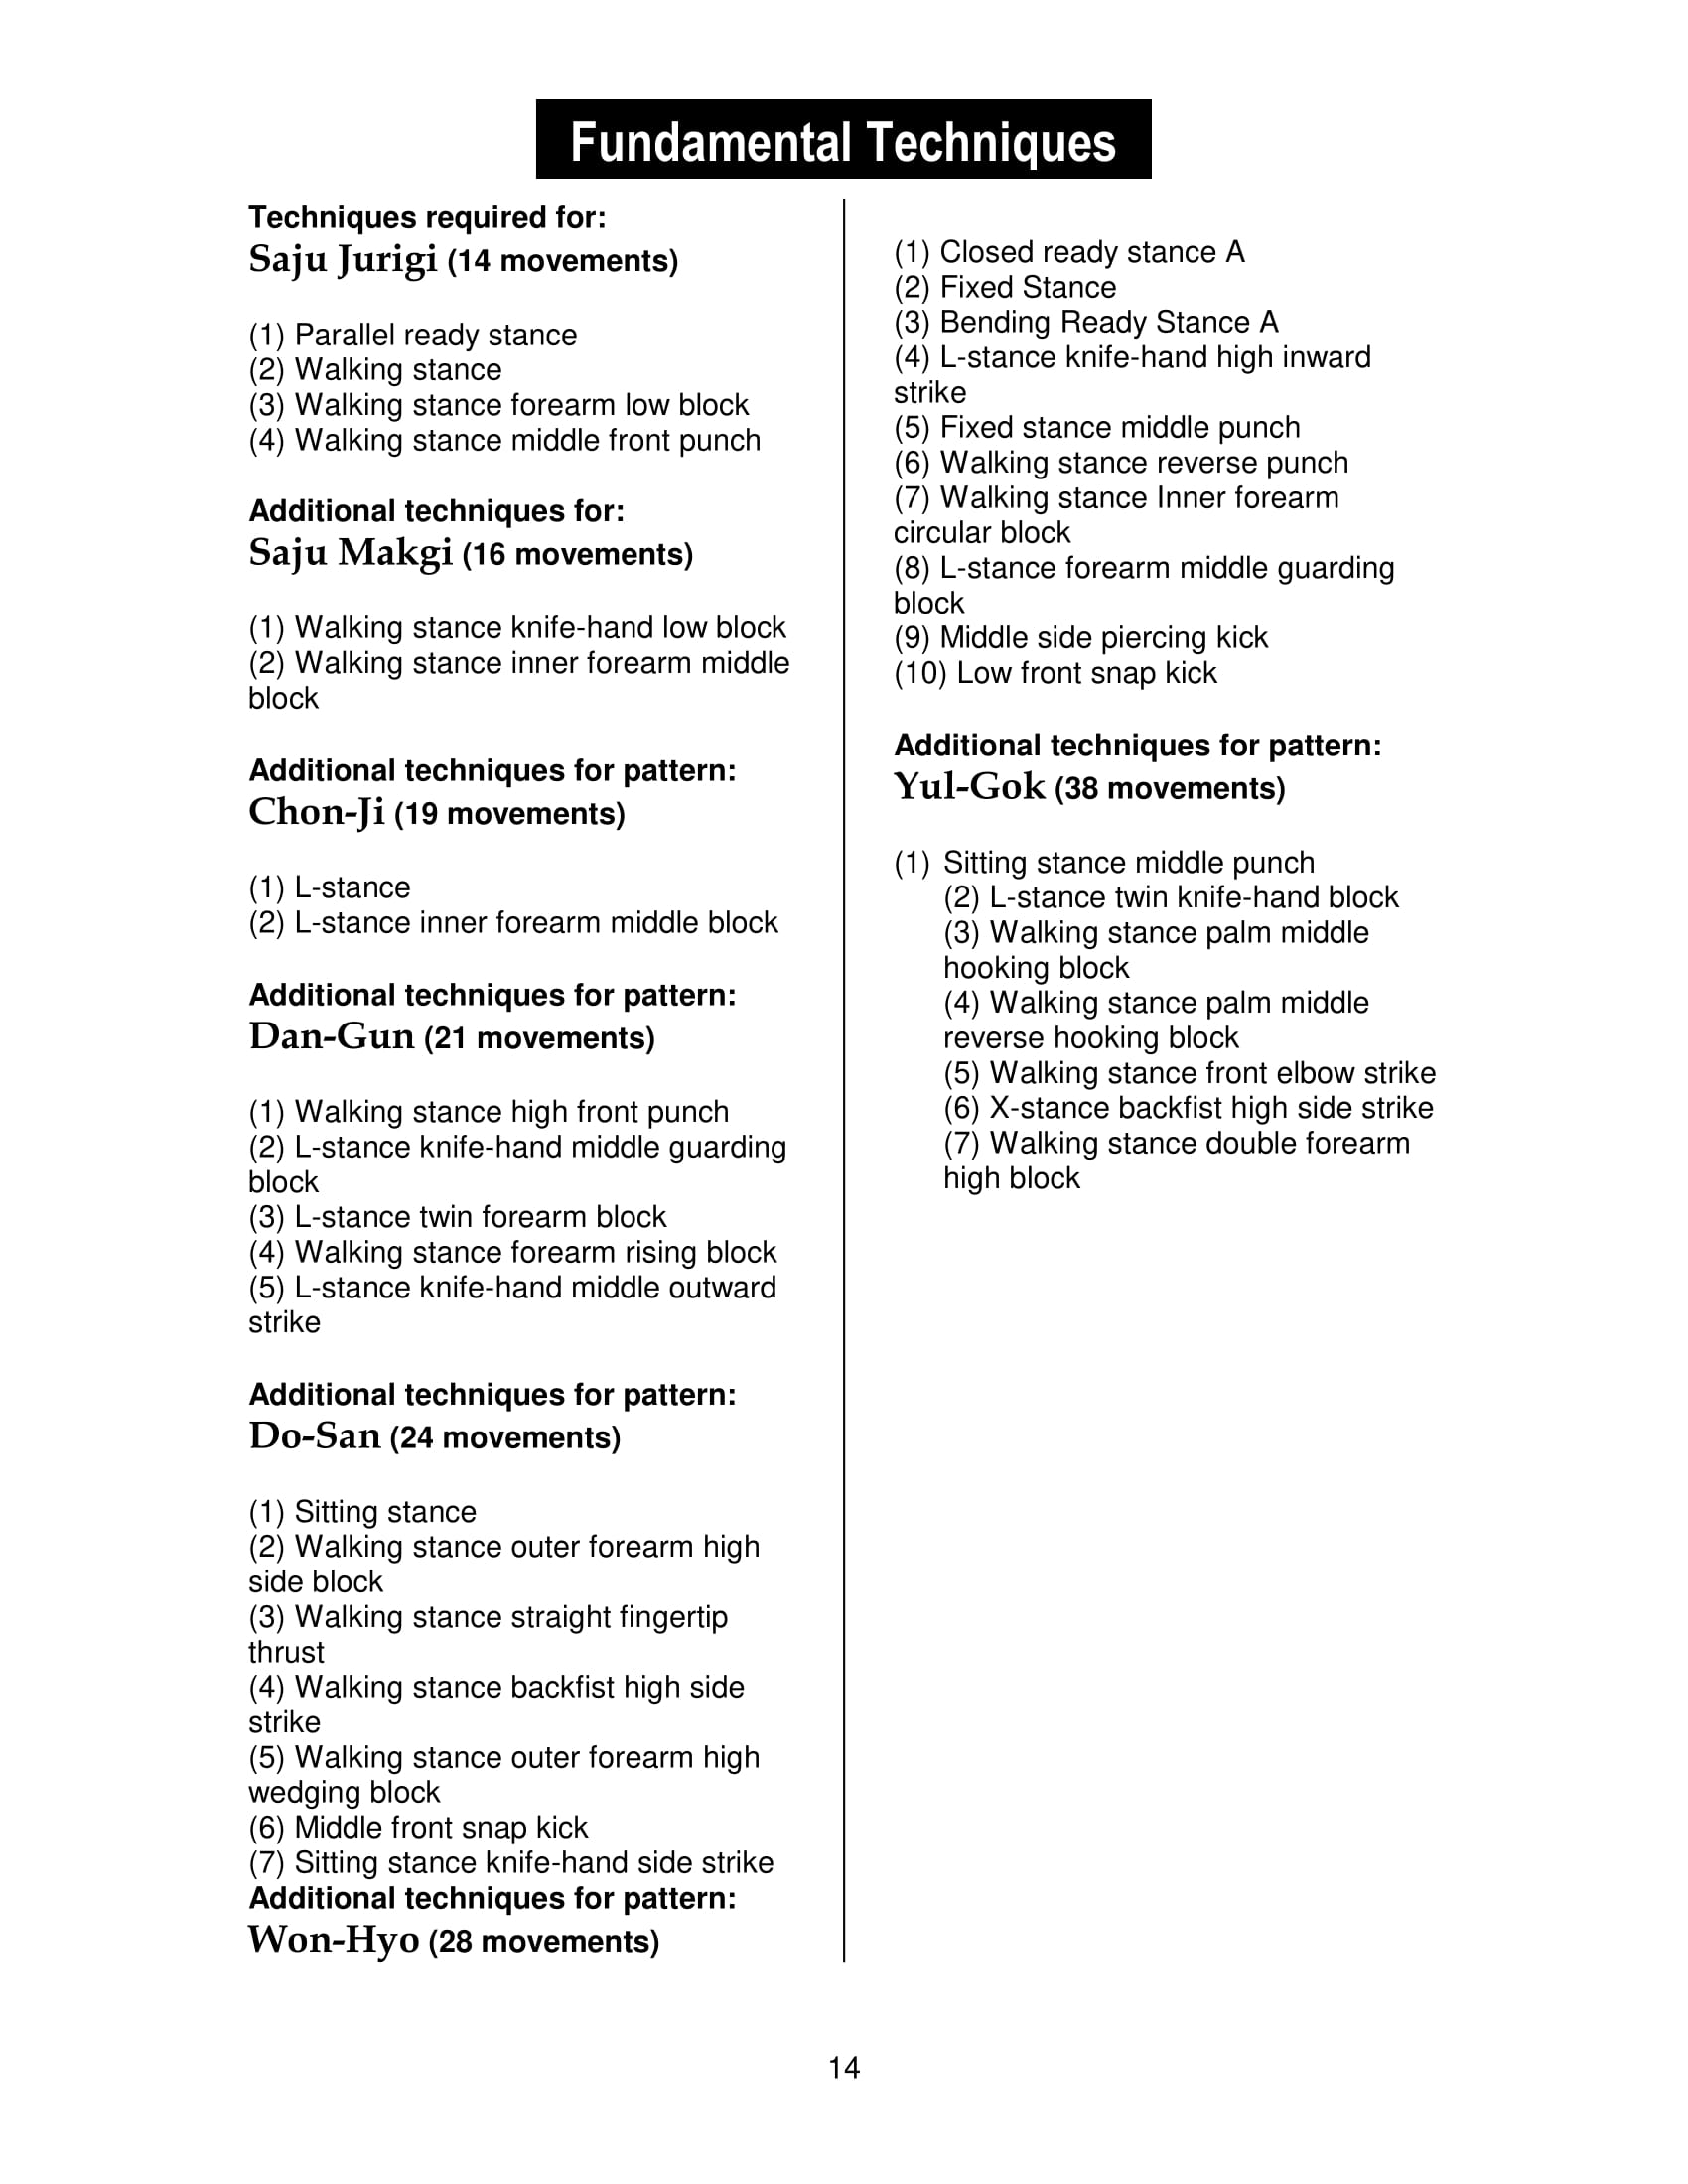 Fundamental Techniques
Techniques required for:
Saju Jurigi (14 movements)
(1) Parallel ready stance
(2) Walking stance
(3) Walking stance forearm low block
(4) Walking stance middle front punch
Additional techniques for:
Saju Makgi (16 movements)
(1) Walking stance knife-hand low block
(2) Walking stance inner forearm middle
block
Additional techniques for pattern:
Chon-Ji (19 movements)
(1) L-stance
(2) L-stance inner forearm middle block
Additional techniques for pattern:
Dan-Gun (21 movements)
(1) Walking stance high front punch
(2) L-stance knife-hand middle guarding
block
(3) L-stance twin forearm block
(4) Walking stance forearm rising block
(5) L-stance knife-hand middle outward
strike
Additional techniques for pattern:
Do-San (24 movements)
(1) Sitting stance
(2) Walking stance outer forearm high
side block
(3) Walking stance straight fingertip
thrust
(4) Walking stance backfist high side
strike
(5) Walking stance outer forearm high
wedging block
(6) Middle front snap kick
(7) Sitting stance knife-hand side strike
Additional techniques for pattern:
Won-Hyo (28 movements)
(1) Closed ready stance A
(2) Fixed Stance
(3) Bending Ready Stance A
(4) L-stance knife-hand high inward
strike
(5) Fixed stance middle punch
(6) Walking stance reverse punch
(7) Walking stance Inner forearm
circular block
(8) L-stance forearm middle guarding
block
(9) Middle side piercing kick
(10) Low front snap kick
Additional techniques for pattern:
Yul-Gok (38 movements)
(1) Sitting stance middle punch
(2) L-stance twin knife-hand block
(3) Walking stance palm middle
hooking block
(4) Walking stance palm middle
reverse hooking block
(5) Walking stance front elbow strike
(6) X-stance backfist high side strike
(7) Walking stance double forearm
high block
14